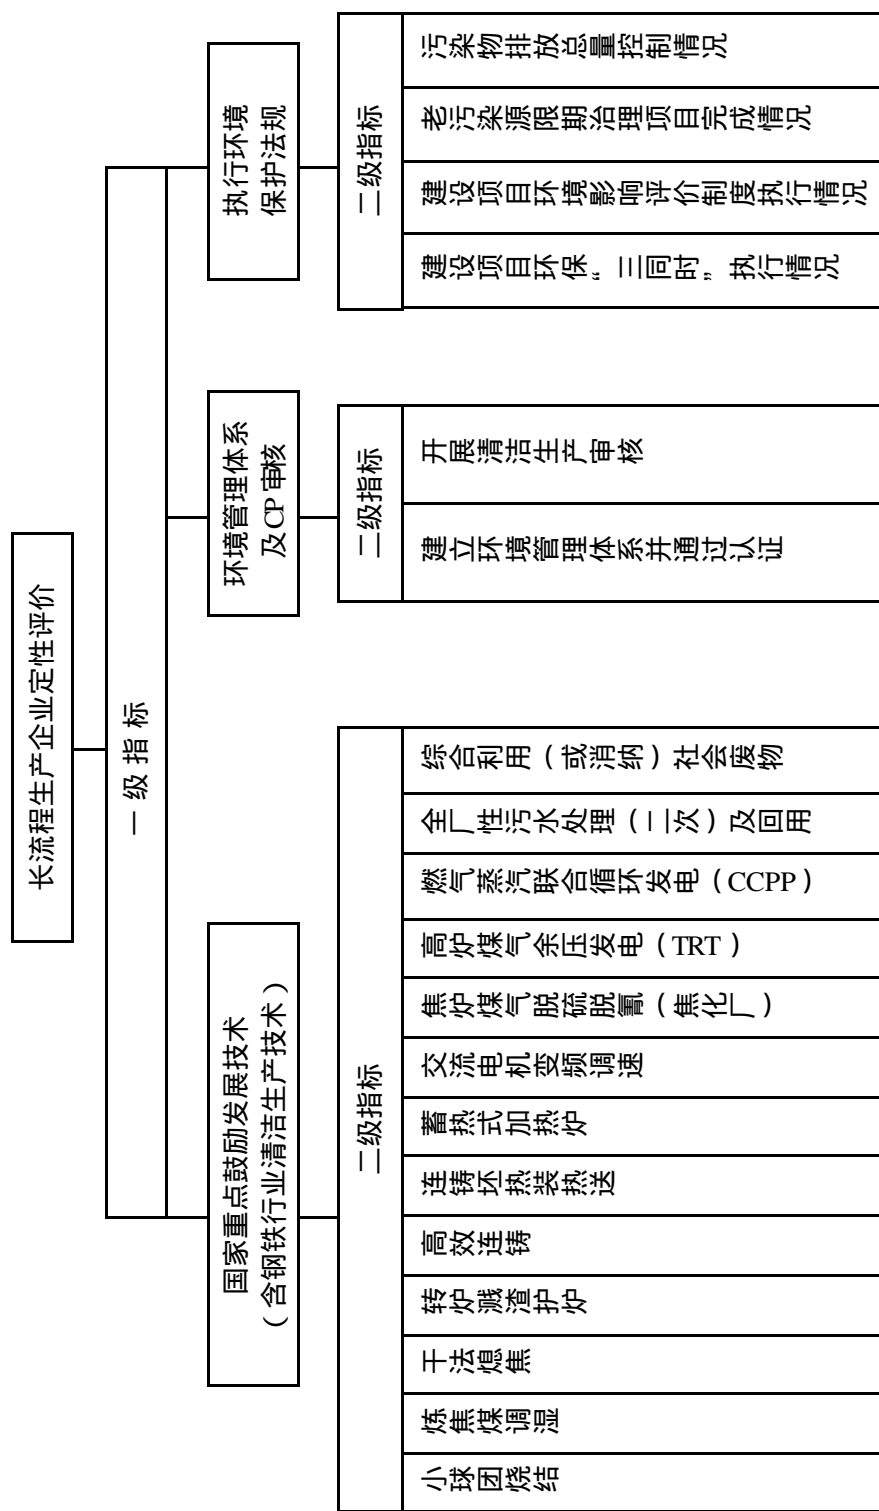 长流程生产企业定性评价
一级指标
国家重点鼓励发展技术
（含钢铁行业清洁生产技术）
二级指标
小球团烧结
炼焦煤调湿
干法熄焦
转炉溅渣护炉
高效连铸
连铸坯热装热送
蓄热式加热炉
交流电机变频调速
焦炉煤气脱硫脱氰（焦化厂）
高炉煤气余压发电（TRT）
燃气蒸汽联合循环发电（CCPP）
全厂性污水处理（二次）及回用
综合利用（或消纳）社会废物
环境管理体系
及CP审核
二级指标
建立环境管理体系并通过认证
开展清洁生产审核
执行环境
保护法规
二级指标
建设项目环保“三同时”执行情况
建设项目环境影响评价制度执行情况
老污染源限期治理项目完成情况
污染物排放总量控制情况